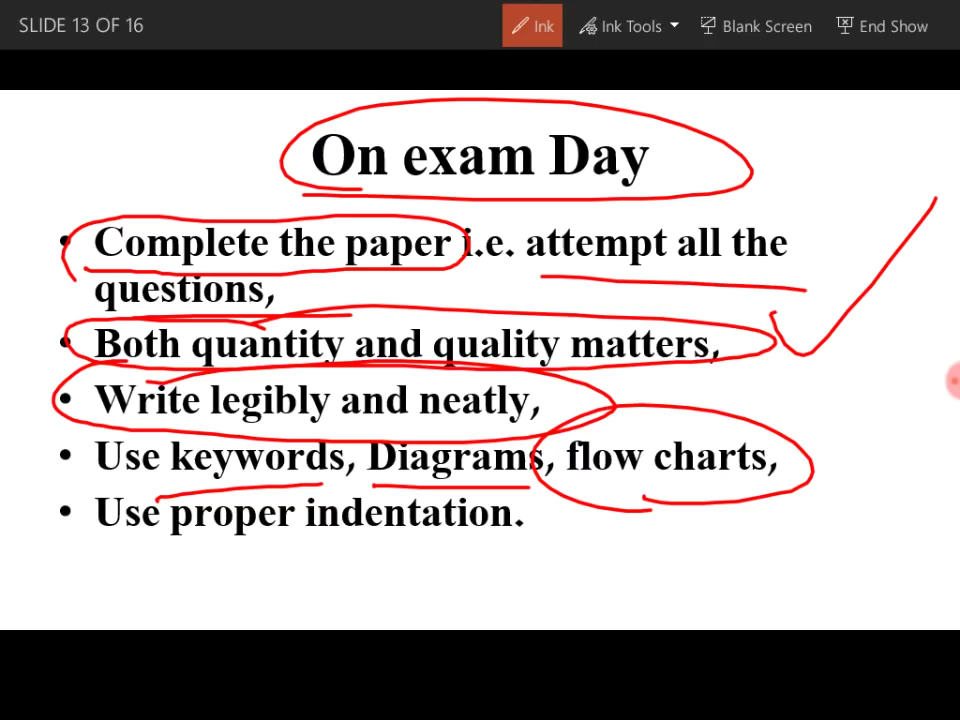 SLIDE 13 OF 16 Ink Ink Tools Blank Screen End Show
On exam Day
• Complete the paper i.e. attempt all the
questions,
• Both quantity and quality matters,
• Write legibly and neatly,
• Use keywords, Diagrams, flow charts,
• Use proper indentation.